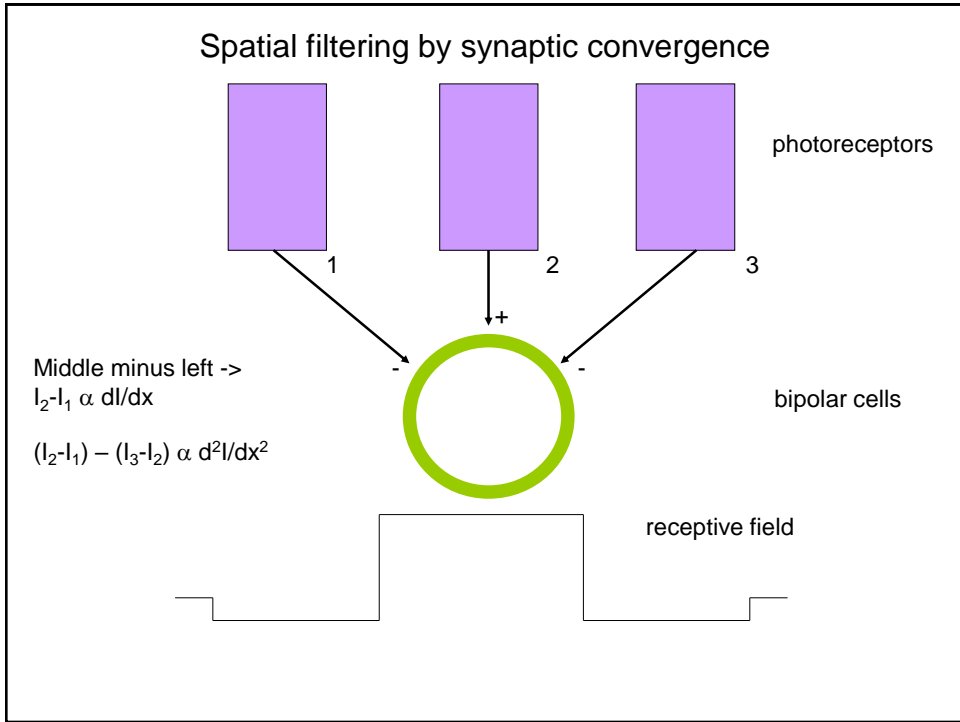 Spatial filtering by synaptic convergence
photoreceptors
1
2
3
+
-
-
Middle minus left ->
I₂-I₁ α dI/dx
(I₂-I₁) – (I₃-I₂) α d²I/dx²
bipolar cells
receptive field